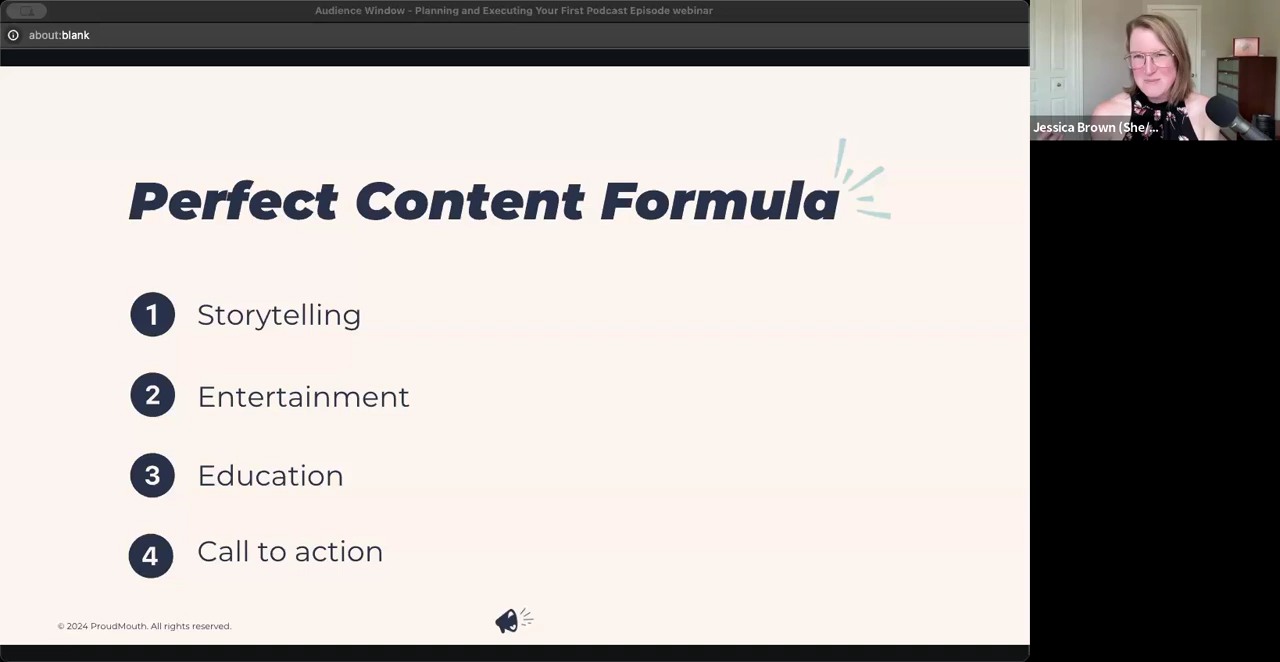 Audience Window - Planning and Executing Your First Podcast Episode webinar
about:blank
Jessica Brown (She/...
Perfect Content Formula
1 Storytelling
2 Entertainment
3 Education
4 Call to action
© 2024 ProudMouth. All rights reserved.